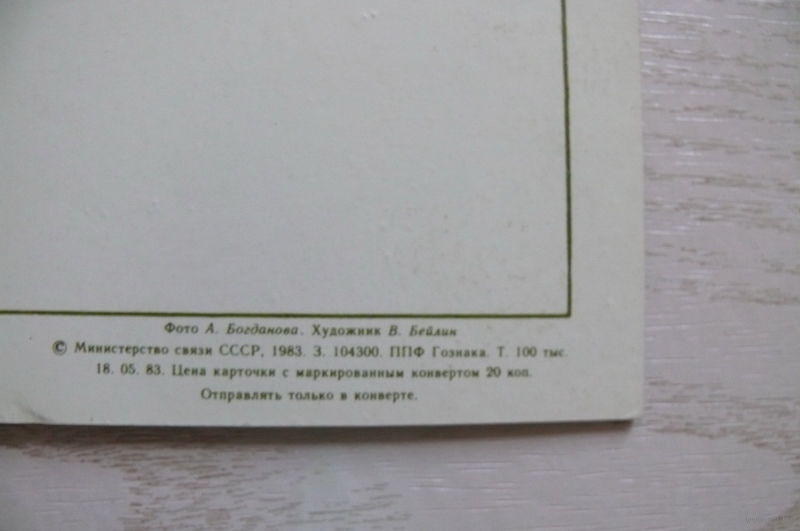 Фото А. Богданова. Художник В. Бейлин
© Министерство связи СССР, 1983. З. 104300. ППФ Гознака. Т. 100 тыс.
18. 05. 83. Цена карточки с маркированным конвертом 20 коп.
Отправлять только в конверте.